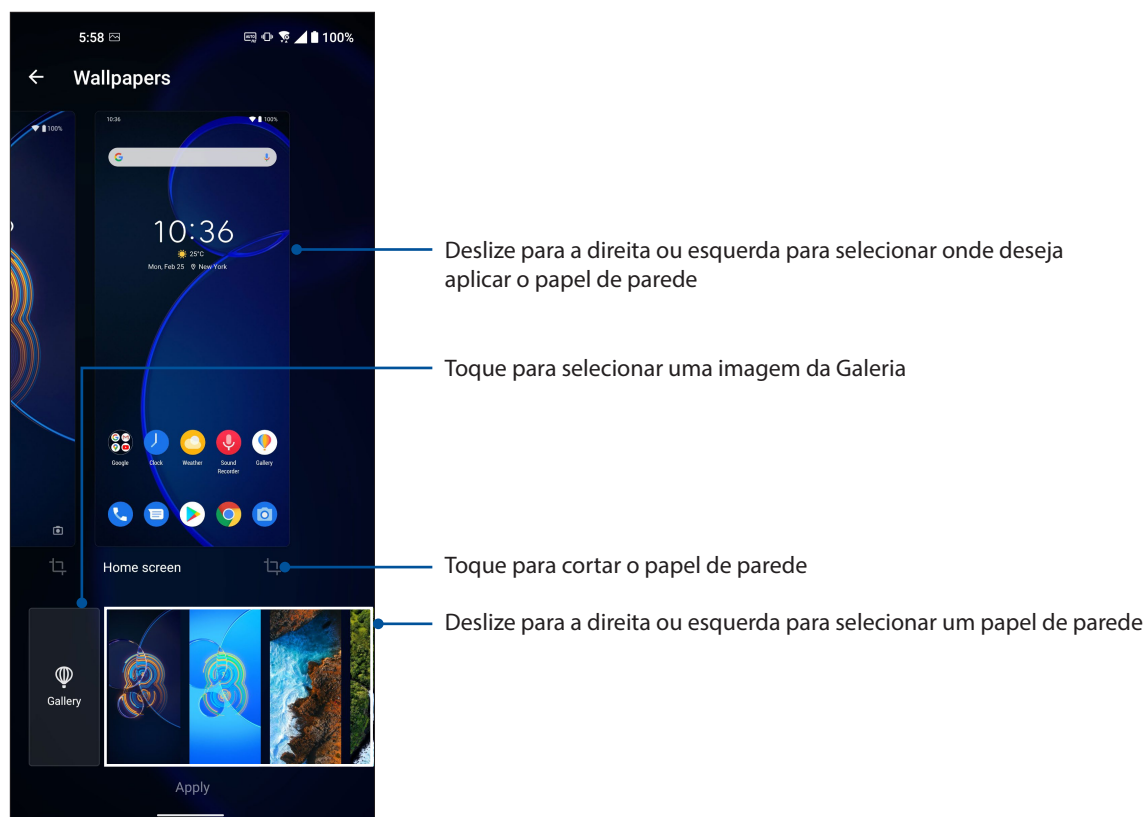 5:58
100%
Wallpapers
100%
10:36
100%
10:36
25°C
Mon, Feb 25 New York
Deslize para a direita ou esquerda para selecionar onde deseja
aplicar o papel de parede
Toque para selecionar uma imagem da Galeria
Google
Clock
Weather
Sound
Recorder
Gallery
Home screen
Toque para cortar o papel de parede
Deslize para a direita ou esquerda para selecionar um papel de parede
Gallery
Apply